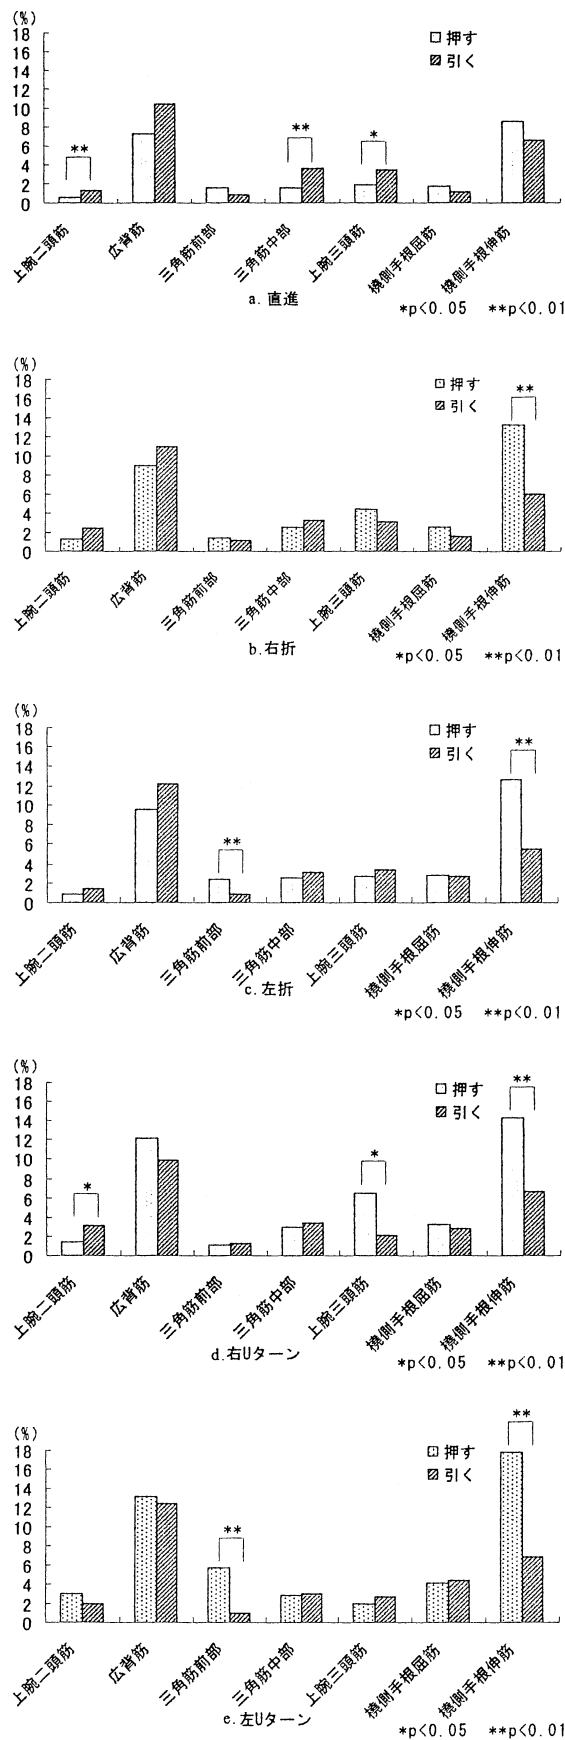 (%)
18
16
14
12
10
8
6
4
2
0
□ 押す
▨ 引く
** ** *
上腕二頭筋 広背筋 三角筋前部 三角筋中部 上腕三頭筋 橈側手根屈筋 橈側手根伸筋
a. 直進
*p<0.05 **p<0.01
(%)
18
16
14
12
10
8
6
4
2
0
押す
引く
**
上腕二頭筋 広背筋 三角筋前部 三角筋中部 上腕三頭筋 橈側手根屈筋 橈側手根伸筋
b. 右折
*p<0.05 **p<0.01
(%)
18
16
14
12
10
8
6
4
2
0
押す
引く
** **
上腕二頭筋 広背筋 三角筋前部 三角筋中部 上腕三頭筋 橈側手根屈筋 橈側手根伸筋
c. 左折
*p<0.05 **p<0.01
(%)
18
16
14
12
10
8
6
4
2
0
押す
引く
* * **
上腕二頭筋 広背筋 三角筋前部 三角筋中部 上腕三頭筋 橈側手根屈筋 橈側手根伸筋
d. 右Uターン
*p<0.05 **p<0.01
(%)
18
16
14
12
10
8
6
4
2
0
押す
引く
** **
上腕二頭筋 広背筋 三角筋前部 三角筋中部 上腕三頭筋 橈側手根屈筋 橈側手根伸筋
e. 左Uターン
*p<0.05 **p<0.01